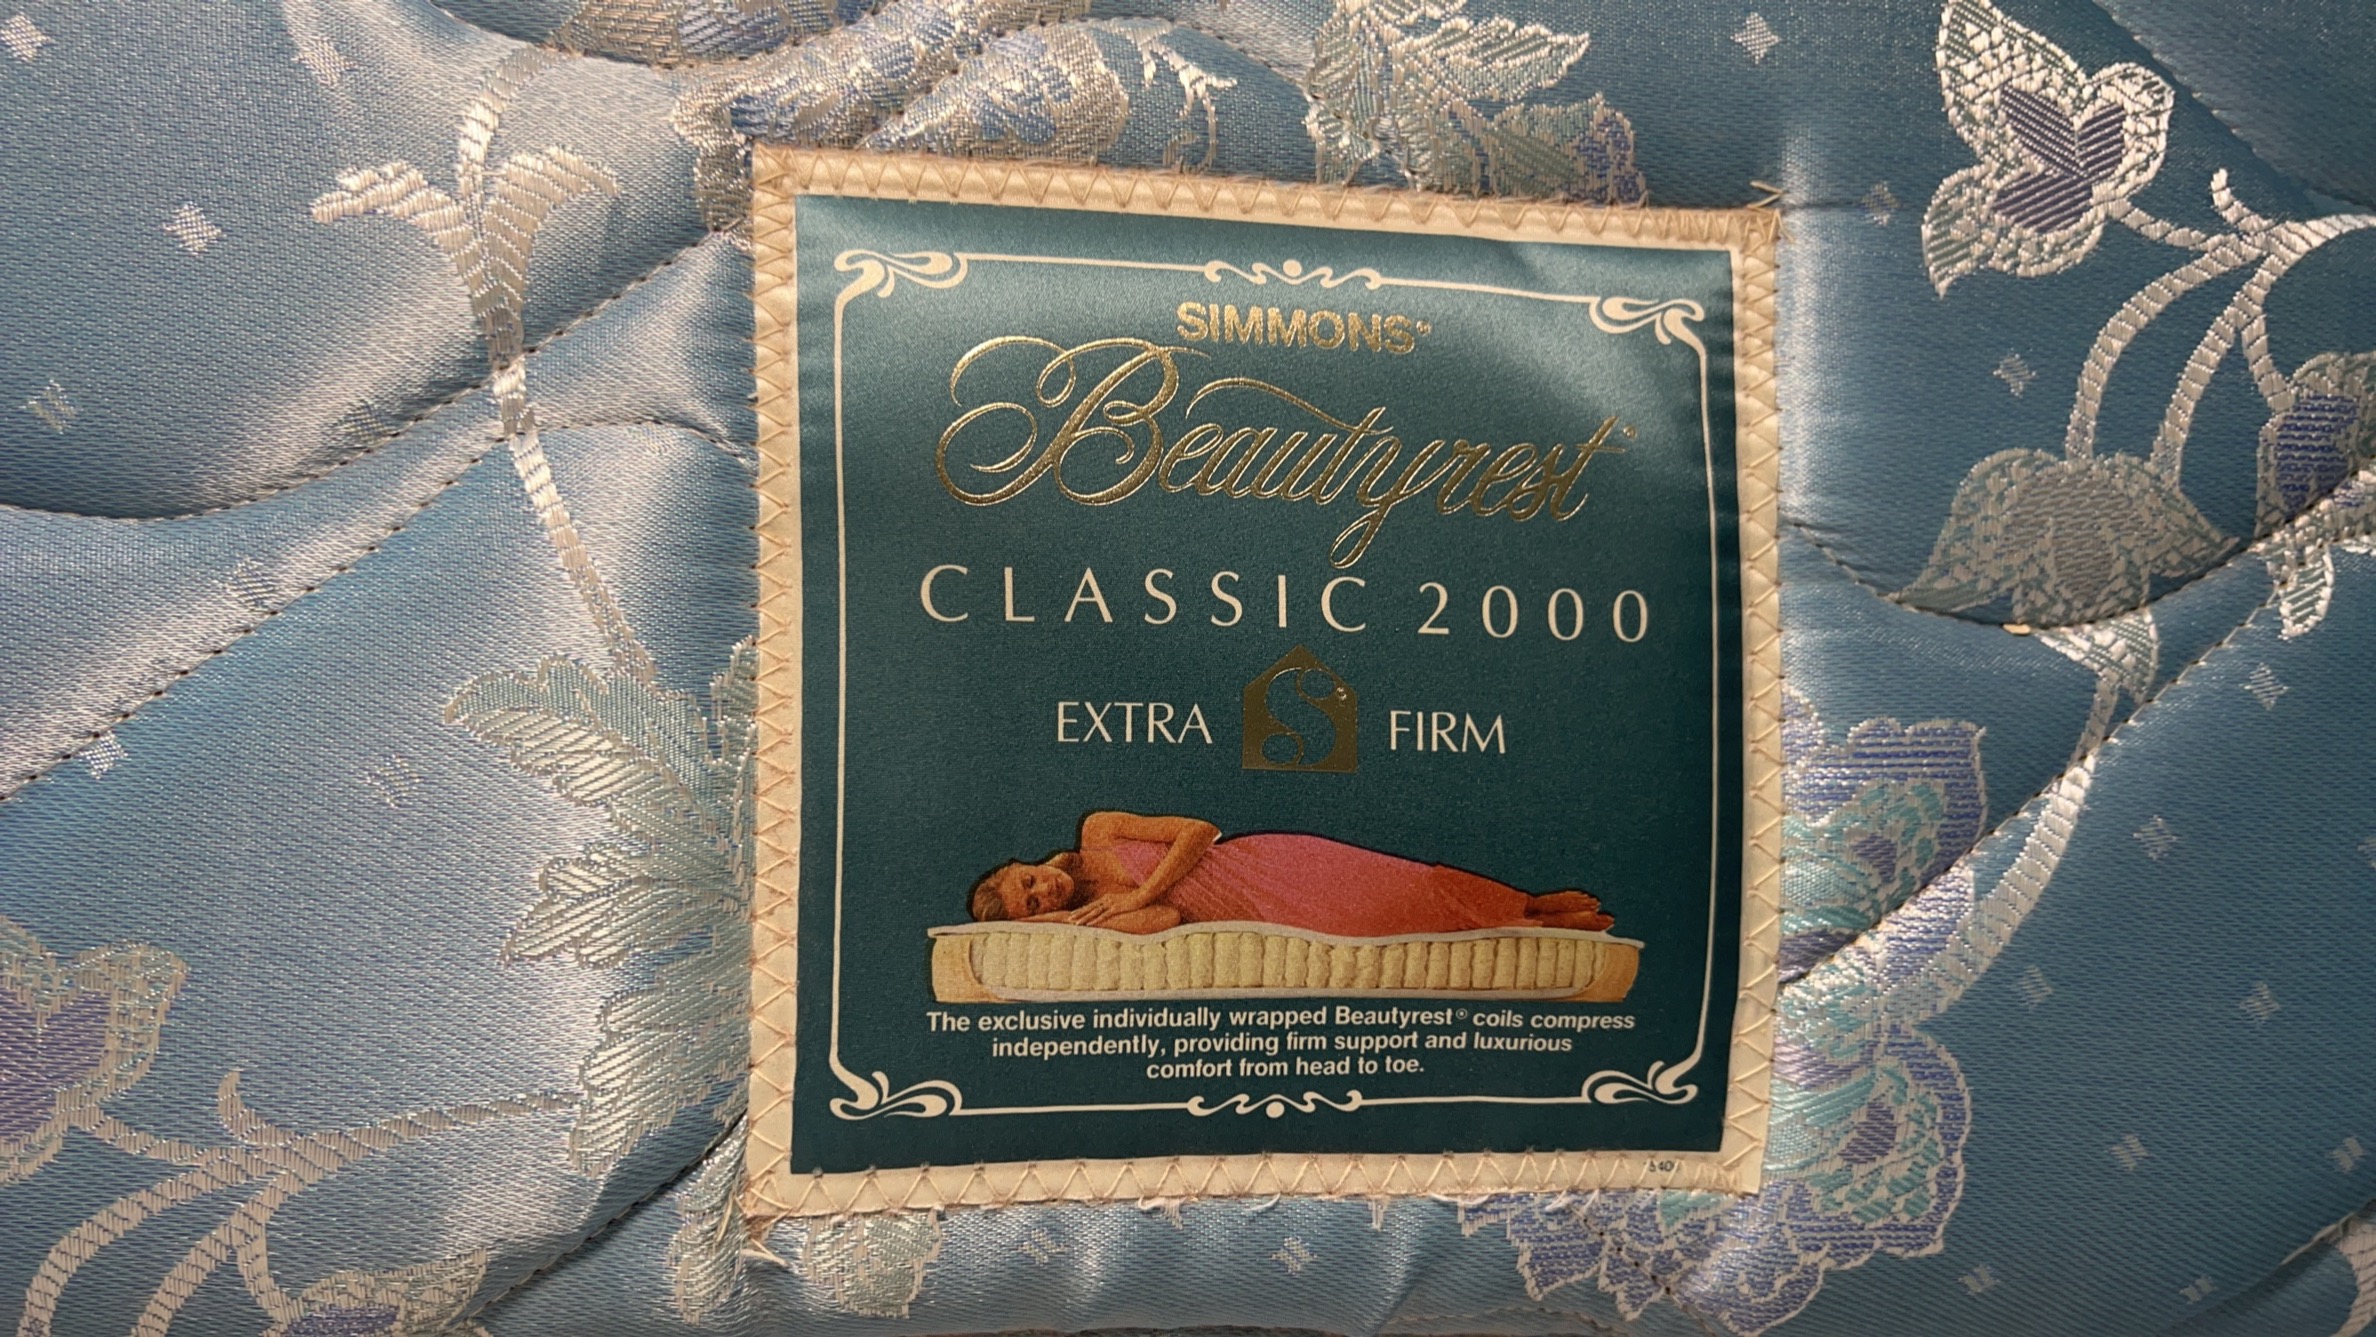 SIMMONS®
Beautyrest®
CLASSIC 2000
EXTRA S® FIRM
The exclusive individually wrapped Beautyrest® coils compress
independently, providing firm support and luxurious
comfort from head to toe.